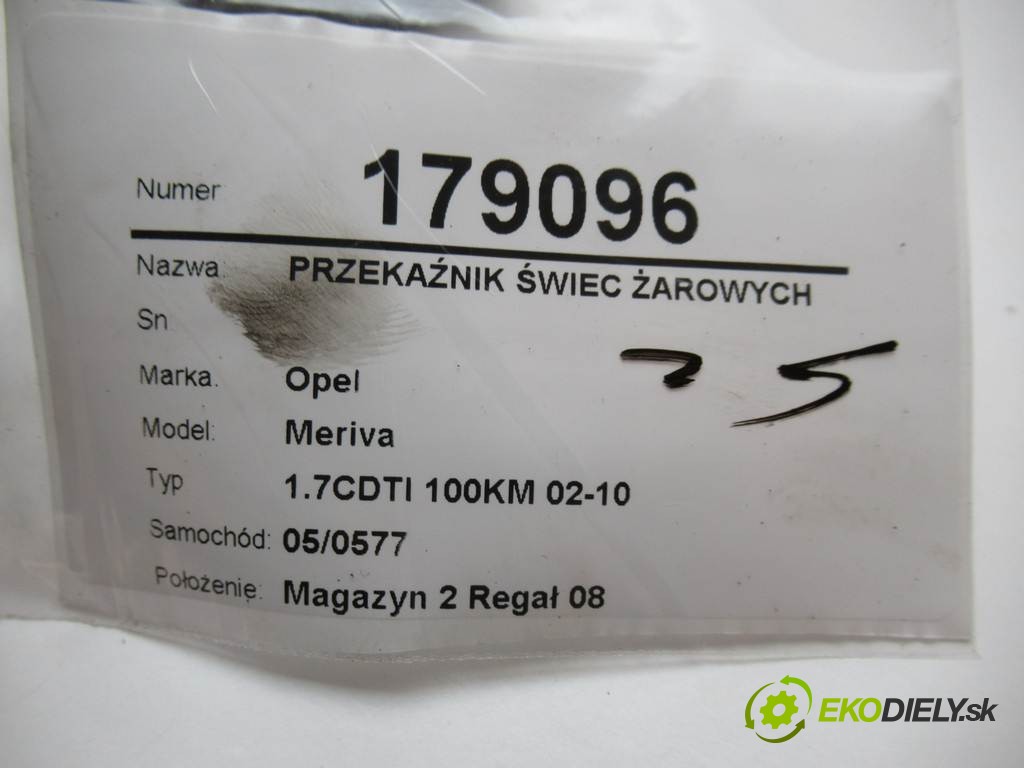 Numer 179096
Nazwa: PRZEKAŹNIK ŚWIEC ŻAROWYCH
Sn
Marka. Opel
Model: Meriva
Typ 1.7CDTI 100KM 02-10
Samochód: 05/0577
Położenie: Magazyn 2 Regał 08
EKODIELY.sk